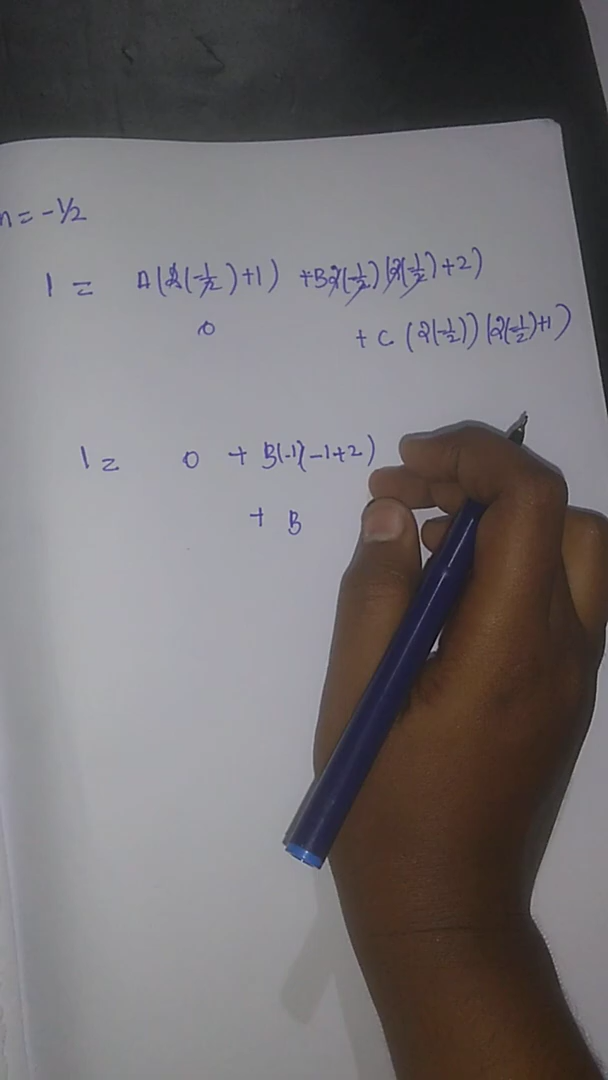 n = -1/2
1 = A(2(-1/2)+1) + B2(-1/2)(2(-1/2)+2)
0
+ C (2(-1/2))(2(-1/2)+1)
1 = 0 + B(-1)(-1+2)
+ B